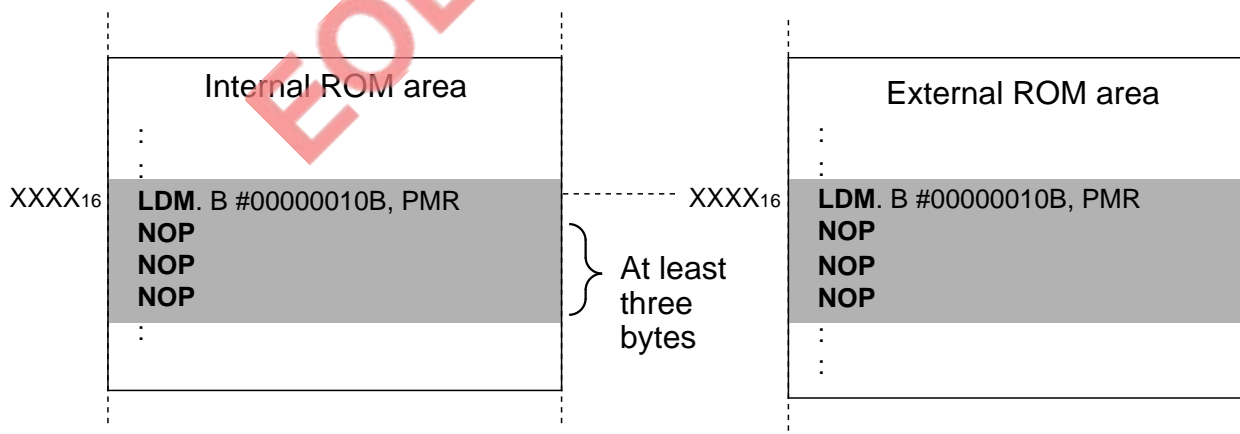 EOL
Internal ROM area
:
:
XXXX16
LDM. B #00000010B, PMR
NOP
NOP
NOP
:
At least
three
bytes
External ROM area
:
:
XXXX16
LDM. B #00000010B, PMR
NOP
NOP
NOP
:
: